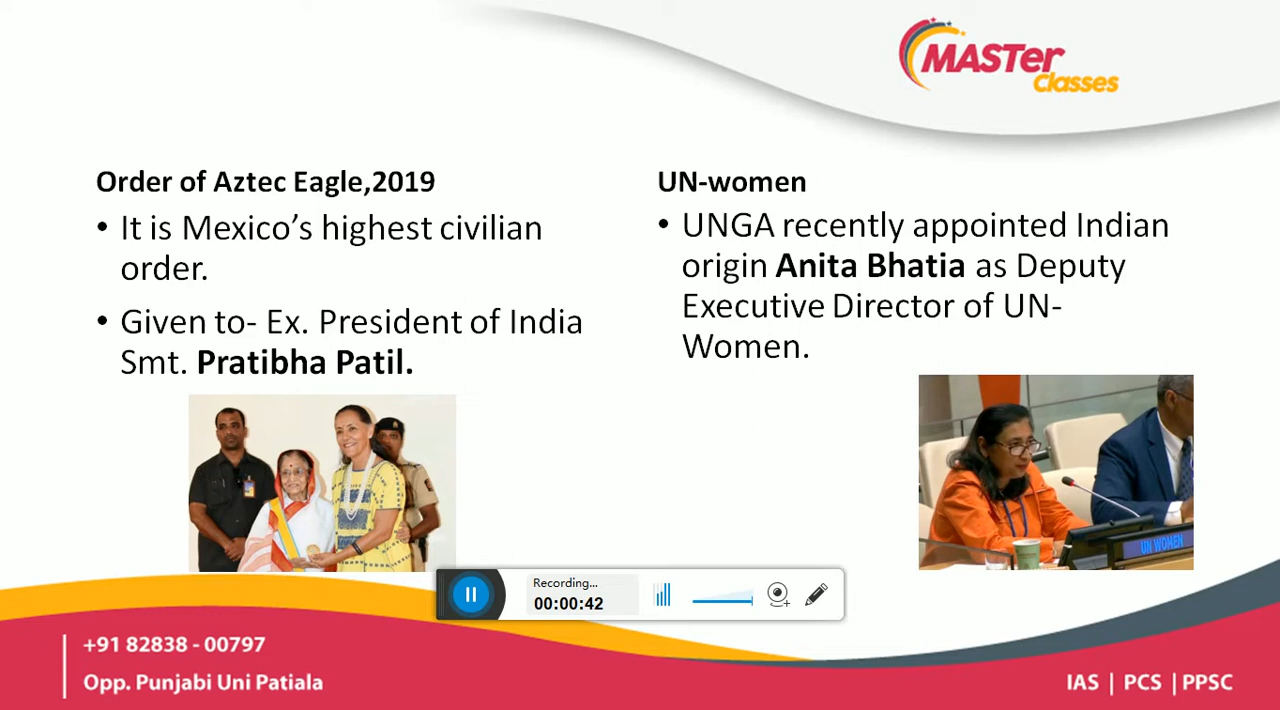 MASTer
Classes
Order of Aztec Eagle,2019
• It is Mexico’s highest civilian
order.
• Given to- Ex. President of India
Smt. Pratibha Patil.
UN-women
• UNGA recently appointed Indian
origin Anita Bhatia as Deputy
Executive Director of UN-
Women.
UN WOMEN
Recording...
00:00:42
+91 82838 - 00797
Opp. Punjabi Uni Patiala
IAS | PCS | PPSC